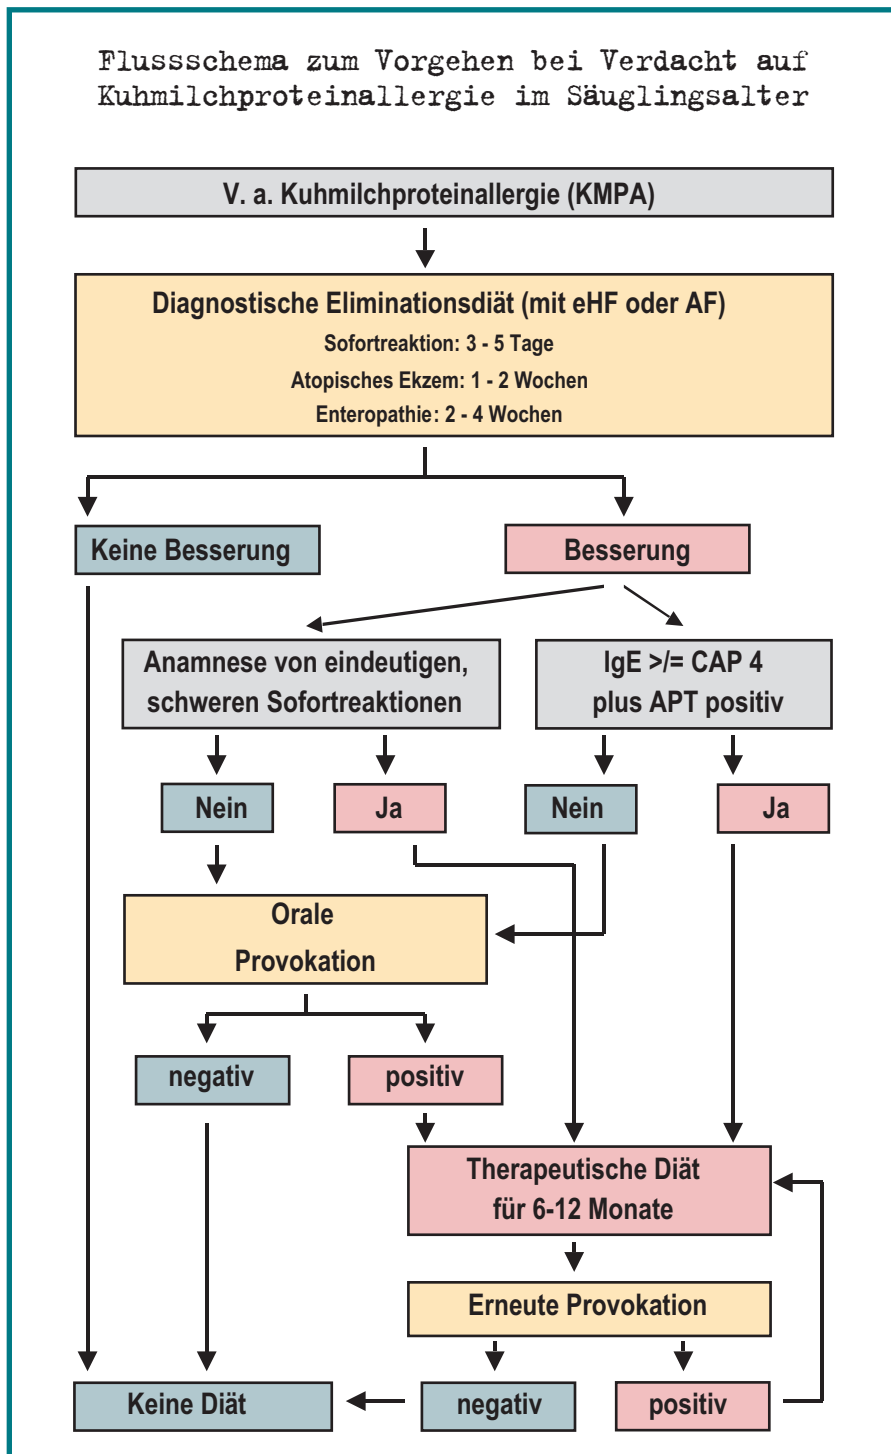 Flussschema zum Vorgehen bei Verdacht auf
Kuhmilchproteinallergie im Säuglingsalter
V. a. Kuhmilchproteinallergie (KMPA)
Diagnostische Eliminationsdiät (mit eHF oder AF)
Sofortreaktion: 3 - 5 Tage
Atopisches Ekzem: 1 - 2 Wochen
Enteropathie: 2 - 4 Wochen
Keine Besserung
Besserung
Anamnese von eindeutigen,
schweren Sofortreaktionen
IgE >/= CAP 4
plus APT positiv
Nein
Ja
Nein
Ja
Orale
Provokation
negativ
positiv
Therapeutische Diät
für 6-12 Monate
Erneute Provokation
Keine Diät
negativ
positiv